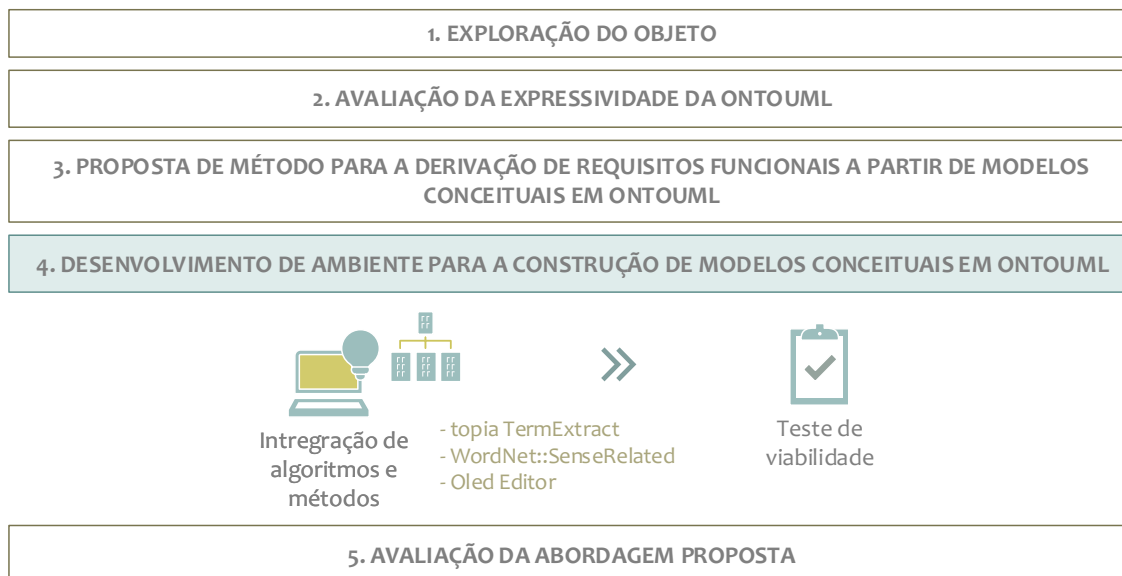 1. EXPLORAÇÃO DO OBJETO
2. AVALIAÇÃO DA EXPRESSIVIDADE DA ONTOUML
3. PROPOSTA DE MÉTODO PARA A DERIVAÇÃO DE REQUISITOS FUNCIONAIS A PARTIR DE MODELOS
CONCEITUAIS EM ONTOUML
4. DESENVOLVIMENTO DE AMBIENTE PARA A CONSTRUÇÃO DE MODELOS CONCEITUAIS EM ONTOUML
Intregração de
algoritmos e
métodos
- topia TermExtract
- WordNet::SenseRelated
- Oled Editor
Teste de
viabilidade
5. AVALIAÇÃO DA ABORDAGEM PROPOSTA